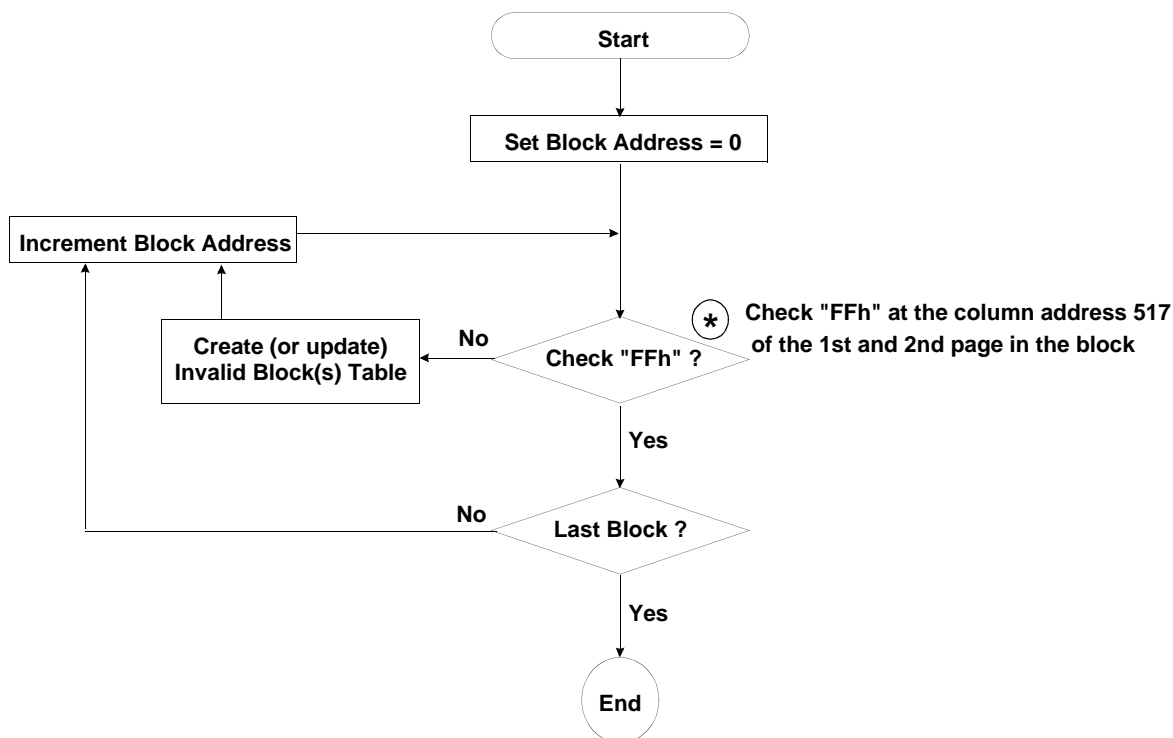 Start
Set Block Address = 0
Increment Block Address
*
Check "FFh" at the column address 517
of the 1st and 2nd page in the block
No
Create (or update)
Invalid Block(s) Table
Check "FFh" ?
Yes
No
Last Block ?
Yes
End